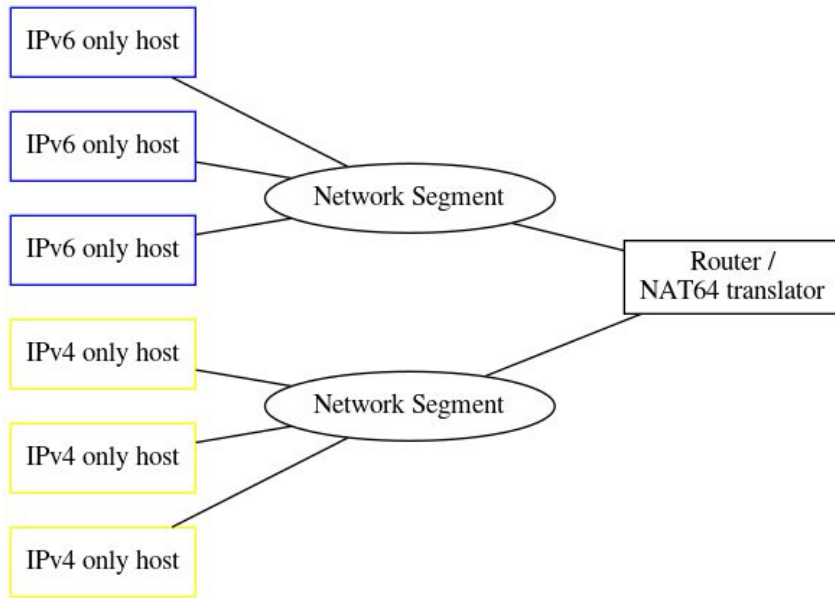 IPv6 only host
IPv6 only host
Network Segment
IPv6 only host
Router /
NAT64 translator
IPv4 only host
Network Segment
IPv4 only host
IPv4 only host